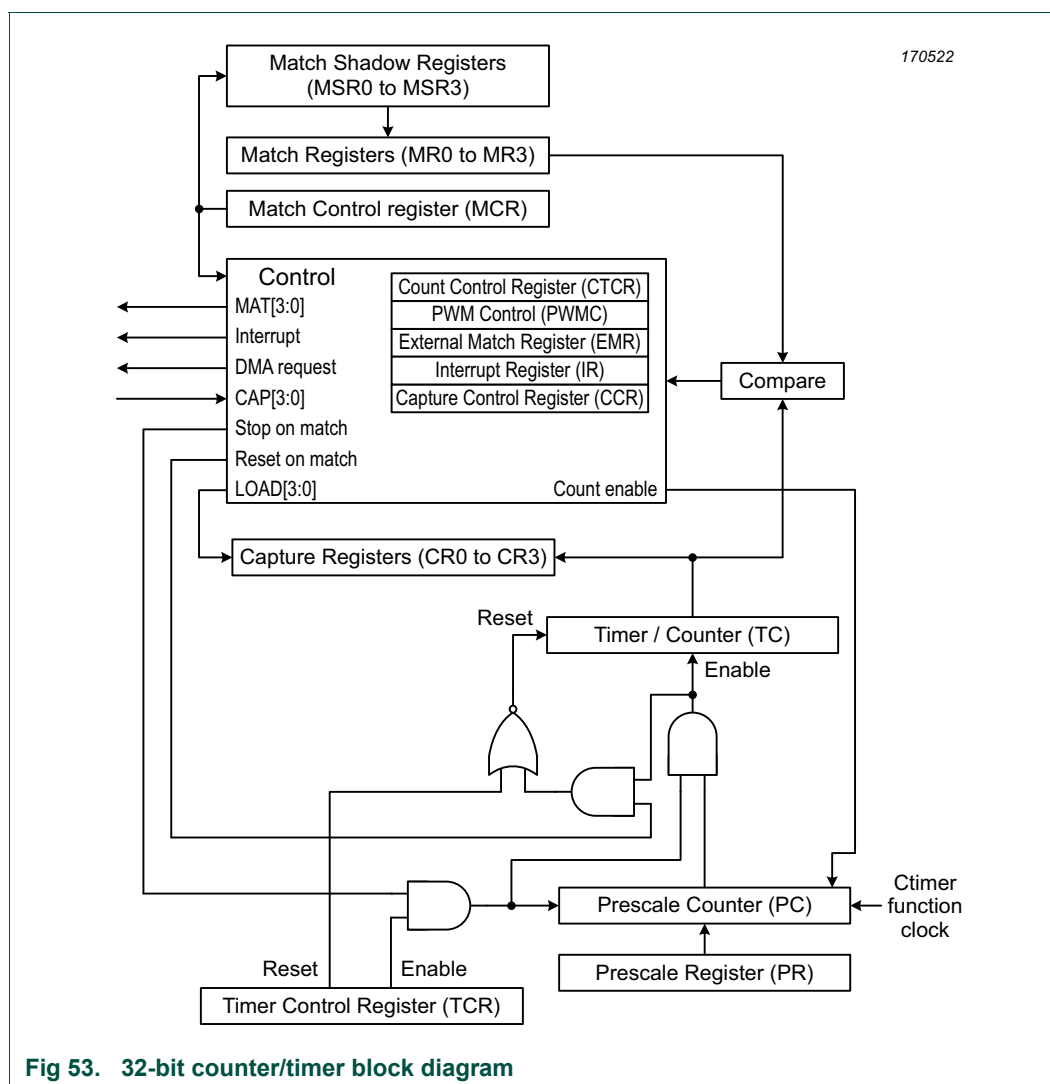 170522
Match Shadow Registers
(MSR0 to MSR3)
Match Registers (MR0 to MR3)
Match Control register (MCR)
Control
MAT[3:0]
Interrupt
DMA request
CAP[3:0]
Stop on match
Reset on match
LOAD[3:0]
Count Control Register (CTCR)
PWM Control (PWMC)
External Match Register (EMR)
Interrupt Register (IR)
Capture Control Register (CCR)
Count enable
Compare
Capture Registers (CR0 to CR3)
Reset
Timer / Counter (TC)
Enable
Prescale Counter (PC)
Ctimer
function
clock
Prescale Register (PR)
Reset
Enable
Timer Control Register (TCR)
Fig 53. 32-bit counter/timer block diagram